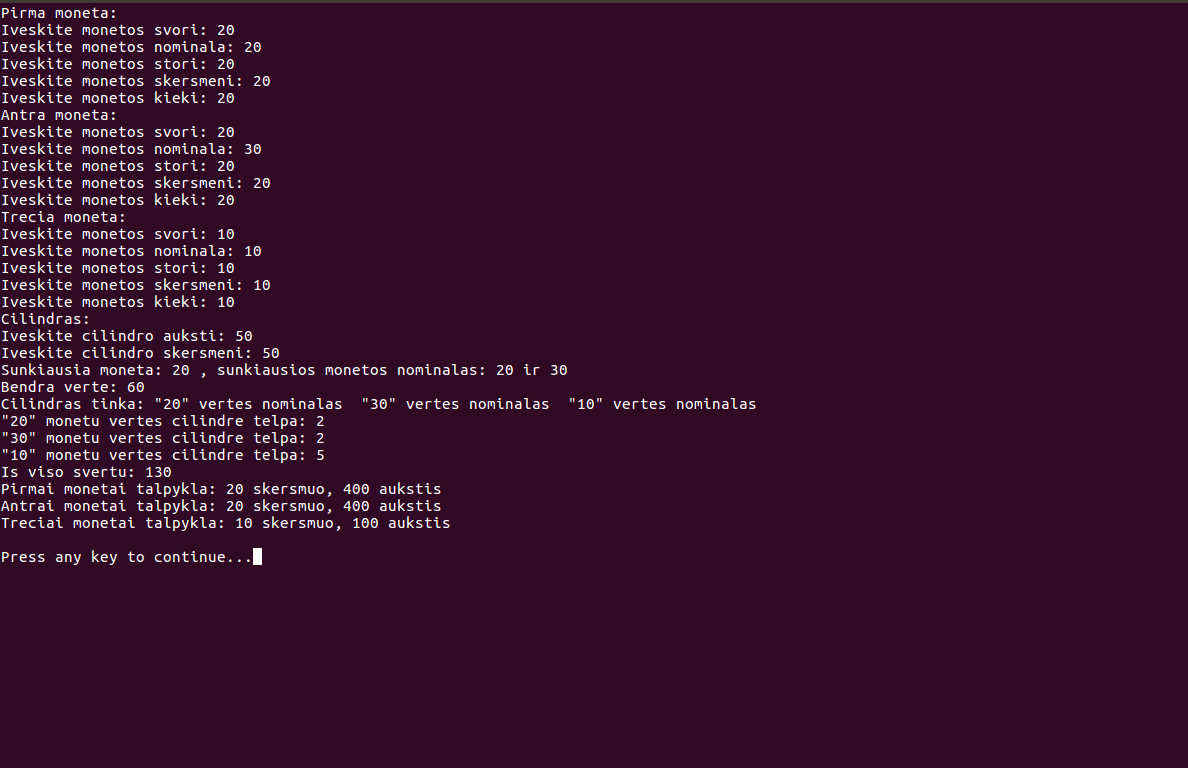 Pirma moneta:
Iveskite monetos svori: 20
Iveskite monetos nominala: 20
Iveskite monetos stori: 20
Iveskite monetos skersmeni: 20
Iveskite monetos kieki: 20
Antra moneta:
Iveskite monetos svori: 20
Iveskite monetos nominala: 30
Iveskite monetos stori: 20
Iveskite monetos skersmeni: 20
Iveskite monetos kieki: 20
Trecia moneta:
Iveskite monetos svori: 10
Iveskite monetos nominala: 10
Iveskite monetos stori: 10
Iveskite monetos skersmeni: 10
Iveskite monetos kieki: 10
Cilindras:
Iveskite cilindro auksti: 50
Iveskite cilindro skersmeni: 50
Sunkiausia moneta: 20 , sunkiausios monetos nominalas: 20 ir 30
Bendra verte: 60
Cilindras tinka: "20" vertes nominalas  "30" vertes nominalas  "10" vertes nominalas
"20" monetu vertes cilindre telpa: 2
"30" monetu vertes cilindre telpa: 2
"10" monetu vertes cilindre telpa: 5
Is viso svertu: 130
Pirmai monetai talpykla: 20 skersmuo, 400 aukstis
Antrai monetai talpykla: 20 skersmuo, 400 aukstis
Treciai monetai talpykla: 10 skersmuo, 100 aukstis
Press any key to continue...